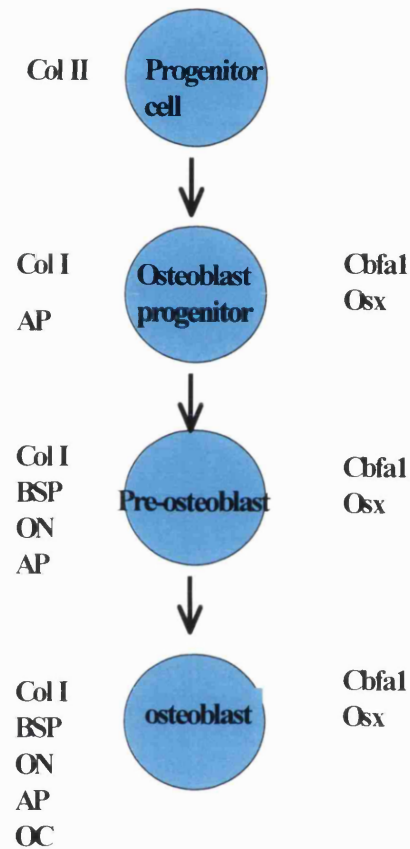 Col II
Progenitor
cell
Col I
AP
Osteoblast
progenitor
Cbfa1
Osx
Col I
BSP
ON
AP
Pre-osteoblast
Cbfa1
Osx
Col I
BSP
ON
AP
OC
osteoblast
Cbfa1
Osx